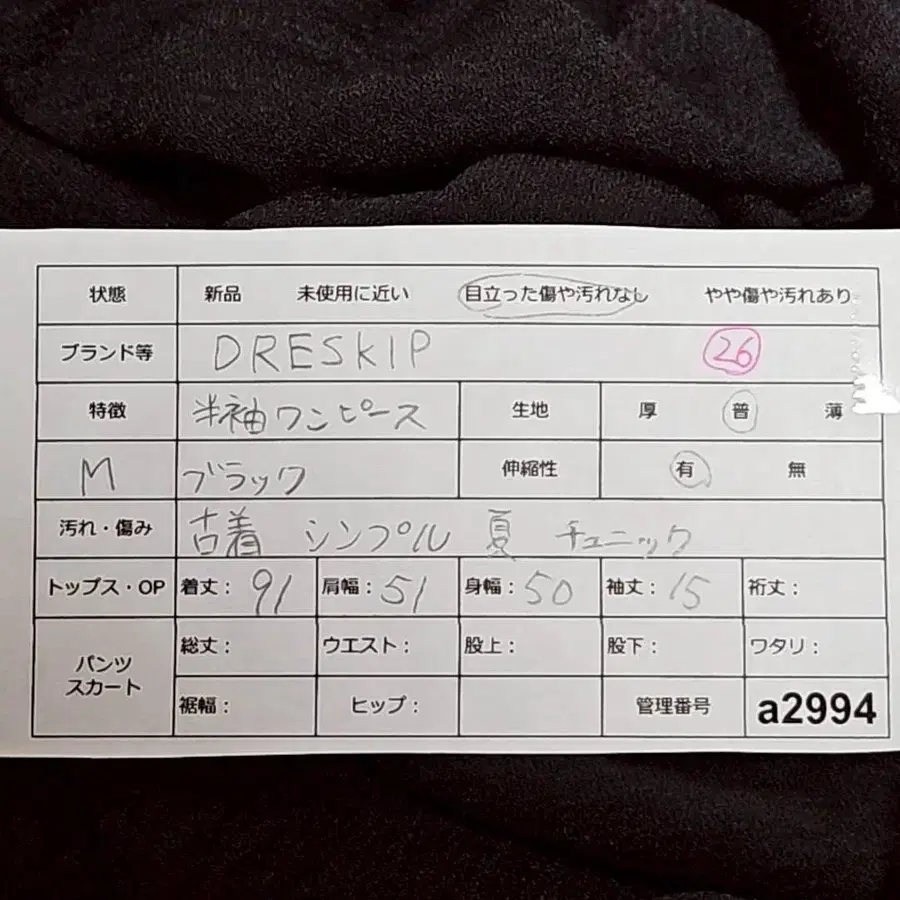 状態 新品 未使用に近い 目立った傷や汚れなし やや傷や汚れあり
ブランド等 DRESKIP 26
特徴 半袖ワンピース 生地 厚 普 薄
M ブラック 伸縮性 有 無
汚れ・傷み 古着 シンプル 夏 チュニック
トップス・OP 着丈: 91 肩幅: 51 身幅: 50 袖丈: 15 裄丈:
パンツ スカート 総丈: ウエスト: 股上: 股下: ワタリ:
裾幅: ヒップ: 管理番号 a2994